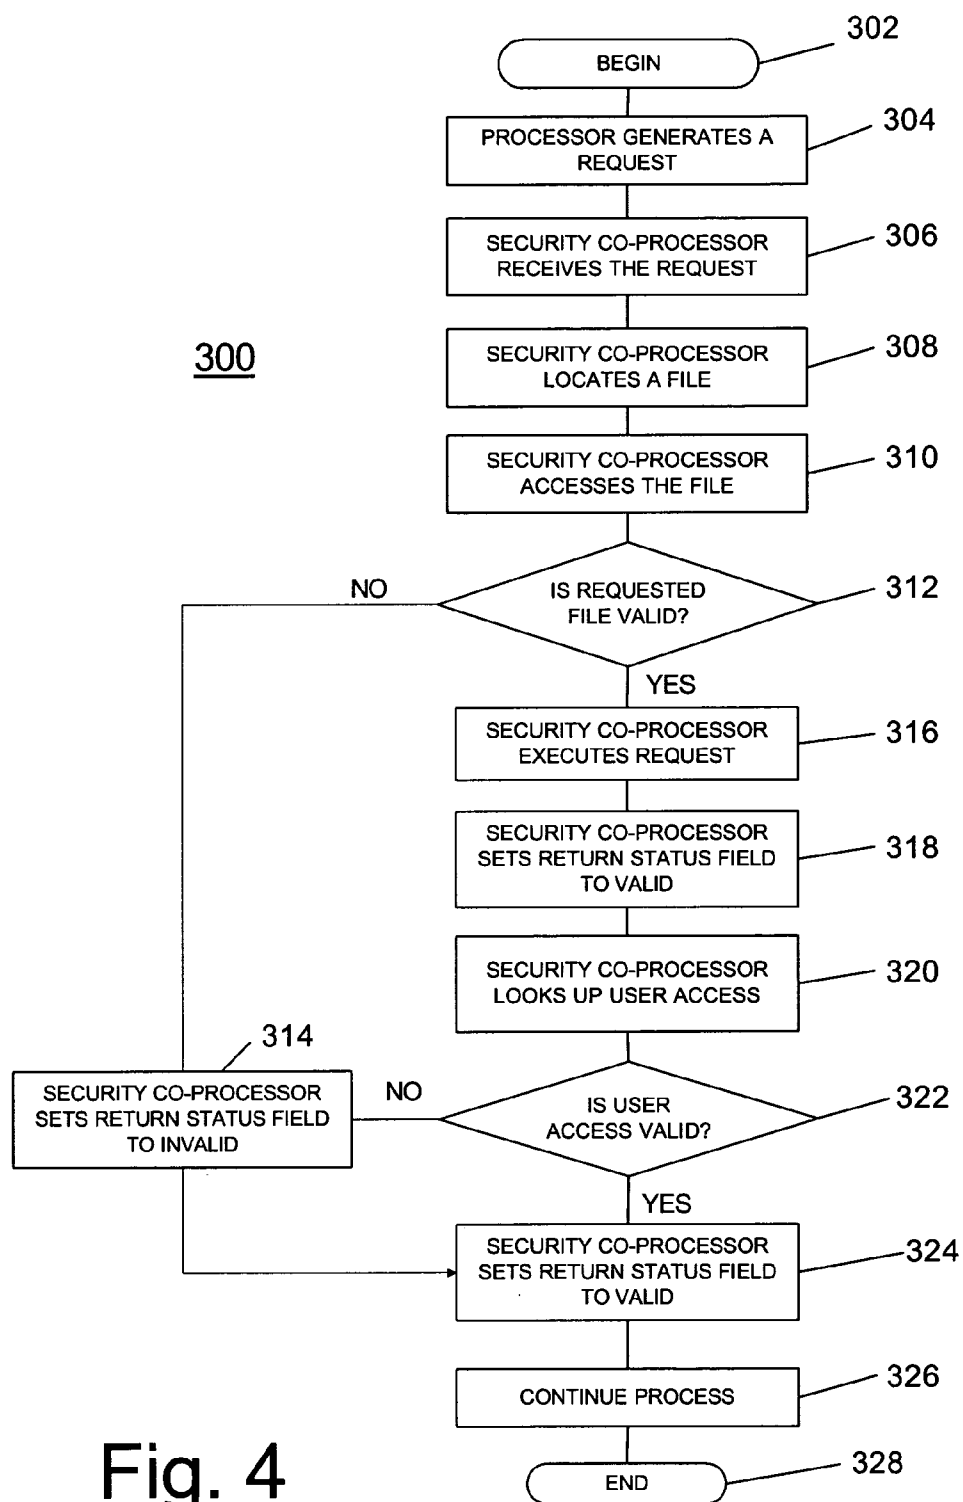 302
BEGIN
304
PROCESSOR GENERATES A
REQUEST
306
SECURITY CO-PROCESSOR
RECEIVES THE REQUEST
300
308
SECURITY CO-PROCESSOR
LOCATES A FILE
310
SECURITY CO-PROCESSOR
ACCESSES THE FILE
NO
312
IS REQUESTED
FILE VALID?
YES
316
SECURITY CO-PROCESSOR
EXECUTES REQUEST
318
SECURITY CO-PROCESSOR
SETS RETURN STATUS FIELD
TO VALID
320
SECURITY CO-PROCESSOR
LOOKS UP USER ACCESS
314
SECURITY CO-PROCESSOR
SETS RETURN STATUS FIELD
TO INVALID
NO
322
IS USER
ACCESS VALID?
YES
324
SECURITY CO-PROCESSOR
SETS RETURN STATUS FIELD
TO VALID
326
CONTINUE PROCESS
328
END
Fig. 4